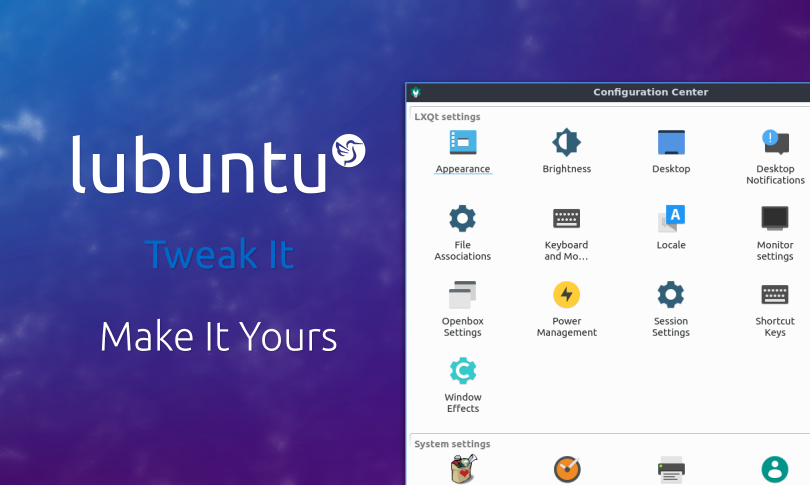 lubuntu
Tweak It
Make It Yours
Configuration Center
LXQt settings
Appearance
Brightness
Desktop
Desktop
Notifications
File
Associations
Keyboard
and Mo...
Locale
Monitor
settings
Openbox
Settings
Power
Management
Session
Settings
Shortcut
Keys
Window
Effects
System settings